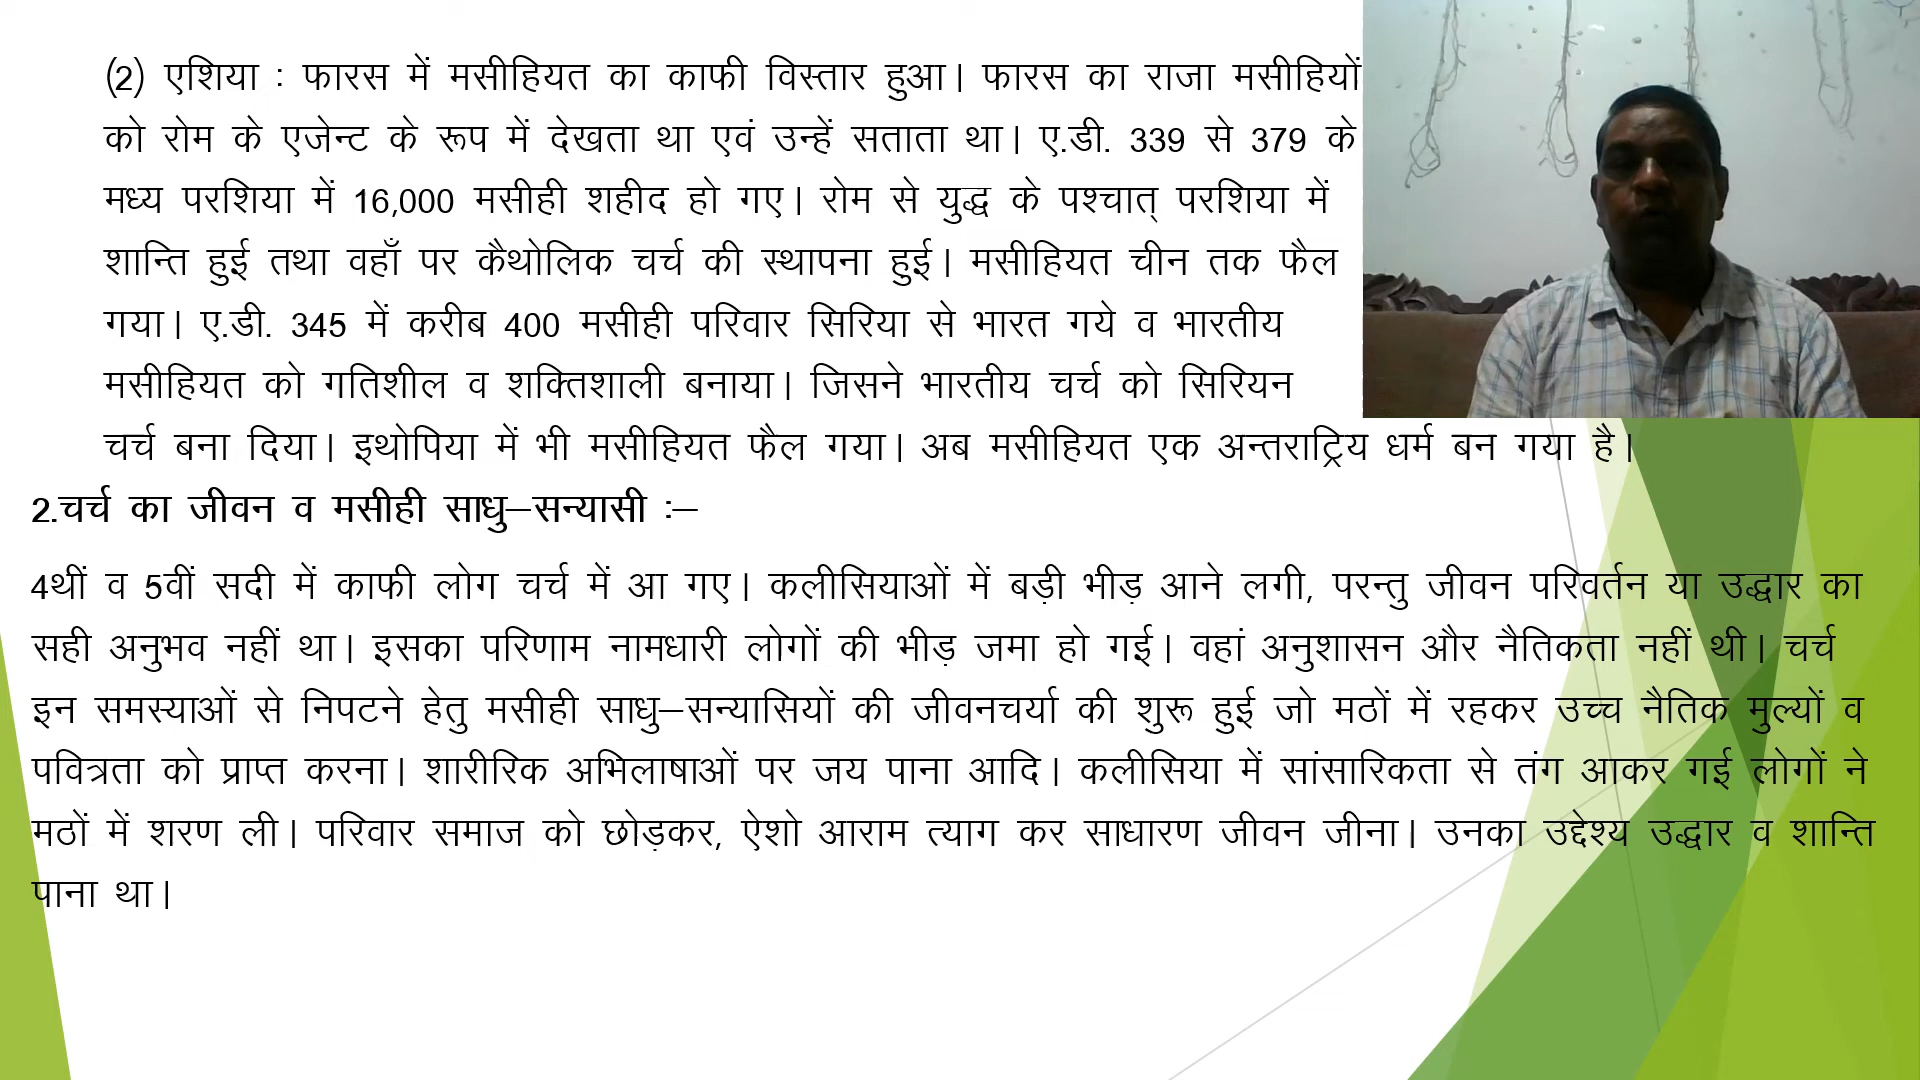 (2) एशिया : फारस में मसीहियत का काफी विस्तार हुआ। फारस का राजा मसीहियों
को रोम के एजेन्ट के रूप में देखता था एवं उन्हें सताता था। ए.डी. 339 से 379 के
मध्य परशिया में 16,000 मसीही शहीद हो गए। रोम से युद्ध के पश्चात् परशिया में
शान्ति हुई तथा वहाँ पर कैथोलिक चर्च की स्थापना हुई। मसीहियत चीन तक फैल
गया। ए.डी. 345 में करीब 400 मसीही परिवार सिरिया से भारत गये व भारतीय
मसीहियत को गतिशील व शक्तिशाली बनाया। जिसने भारतीय चर्च को सिरियन
चर्च बना दिया। इथोपिया में भी मसीहियत फैल गया। अब मसीहियत एक अन्तराट्रिय धर्म बन गया है।
2.चर्च का जीवन व मसीही साधु–सन्यासी :–
4थीं व 5वीं सदी में काफी लोग चर्च में आ गए। कलीसियाओं में बड़ी भीड़ आने लगी, परन्तु जीवन परिवर्तन या उद्धार का
सही अनुभव नहीं था। इसका परिणाम नामधारी लोगों की भीड़ जमा हो गई। वहां अनुशासन और नैतिकता नहीं थी। चर्च
इन समस्याओं से निपटने हेतु मसीही साधु–सन्यासियों की जीवनचर्या की शुरू हुई जो मठों में रहकर उच्च नैतिक मुल्यों व
पवित्रता को प्राप्त करना। शारीरिक अभिलाषाओं पर जय पाना आदि। कलीसिया में सांसारिकता से तंग आकर गई लोगों ने
मठों में शरण ली। परिवार समाज को छोड़कर, ऐशो आराम त्याग कर साधारण जीवन जीना। उनका उद्देश्य उद्धार व शान्ति
पाना था।